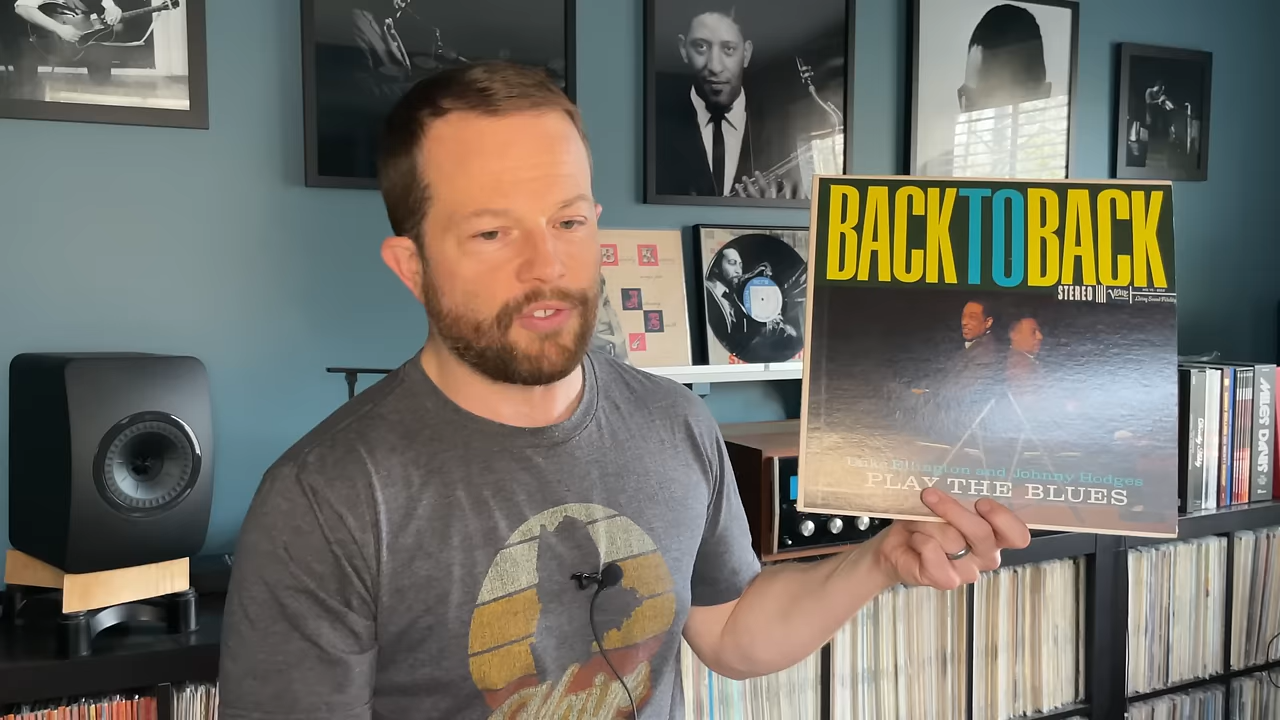 BACK TO BACK
STEREO
Verve
Duke Ellington and Johnny Hodges
PLAY THE BLUES
MILES DAVIS